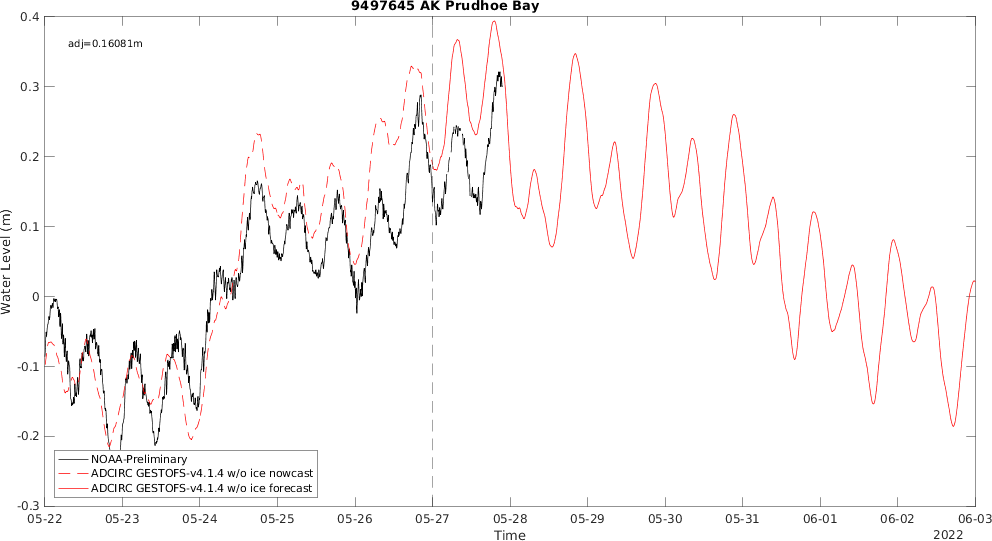 9497645 AK Prudhoe Bay
adj=0.16081m
0.4
0.3
0.2
0.1
0
-0.1
-0.2
-0.3
Water Level (m)
NOAA-Preliminary
ADCIRC GESTOFS-v4.1.4 w/o ice nowcast
ADCIRC GESTOFS-v4.1.4 w/o ice forecast
05-22 05-23 05-24 05-25 05-26 05-27 05-28 05-29 05-30 05-31 06-01 06-02 06-03
Time
2022